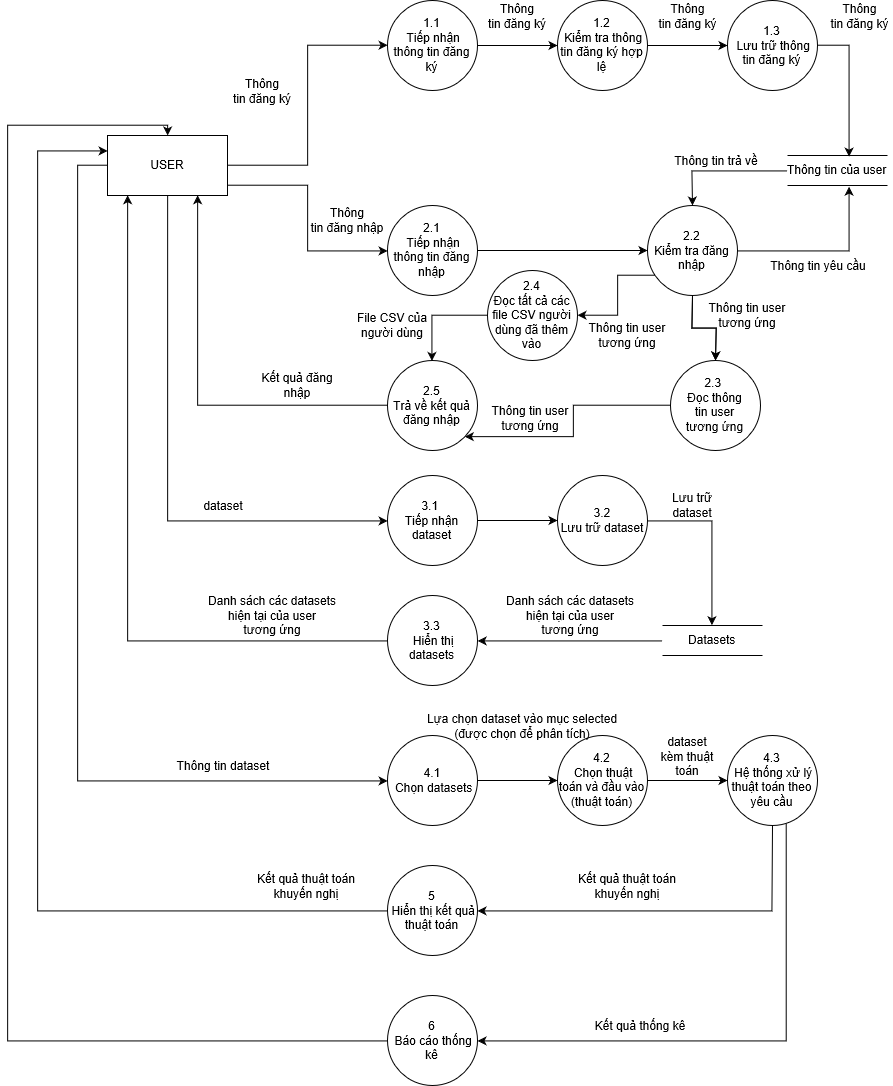 1.1
Tiếp nhận
thông tin đăng
ký
Thông
tin đăng ký
1.2
Kiểm tra thông
tin đăng ký hợp
lệ
Thông
tin đăng ký
1.3
Lưu trữ thông
tin đăng ký
Thông
tin đăng ký
Thông
tin đăng ký
USER
Thông tin trả về
Thông tin của user
Thông
tin đăng nhập
2.1
Tiếp nhận
thông tin đăng
nhập
2.2
Kiểm tra đăng
nhập
Thông tin yêu cầu
2.4
Đọc tất cả các
file CSV người
dùng đã thêm
vào
File CSV của
người dùng
Thông tin user
tương ứng
Thông tin user
tương ứng
Kết quả đăng
nhập
2.5
Trả về kết quả
đăng nhập
Thông tin user
tương ứng
2.3
Đọc thông
tin user
tương ứng
dataset
3.1
Tiếp nhận
dataset
3.2
Lưu trữ dataset
Lưu trữ
dataset
Danh sách các datasets
hiện tại của user
tương ứng
3.3
Hiển thị
datasets
Danh sách các datasets
hiện tại của user
tương ứng
Datasets
Lựa chọn dataset vào mục selected
(được chọn để phân tích)
Thông tin dataset
4.1
Chọn datasets
4.2
Chọn thuật
toán và đầu vào
(thuật toán)
dataset
kèm thuật
toán
4.3
Hệ thống xử lý
thuật toán theo
yêu cầu
Kết quả thuật toán
khuyến nghị
5
Hiển thị kết quả
thuật toán
Kết quả thuật toán
khuyến nghị
6
Báo cáo thống
kê
Kết quả thống kê